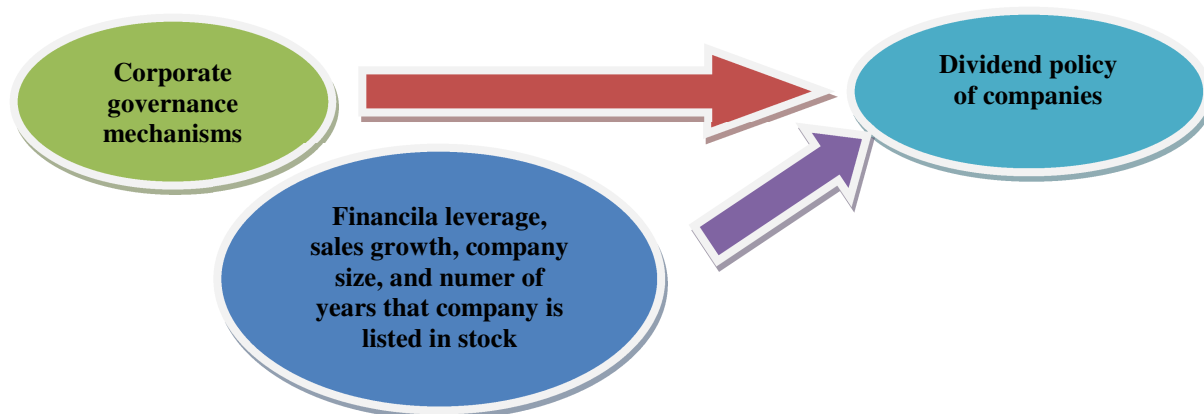 Corporate
governance
mechanisms
Dividend policy
of companies
Financila leverage,
sales growth, company
size, and numer of
years that company is
listed in stock